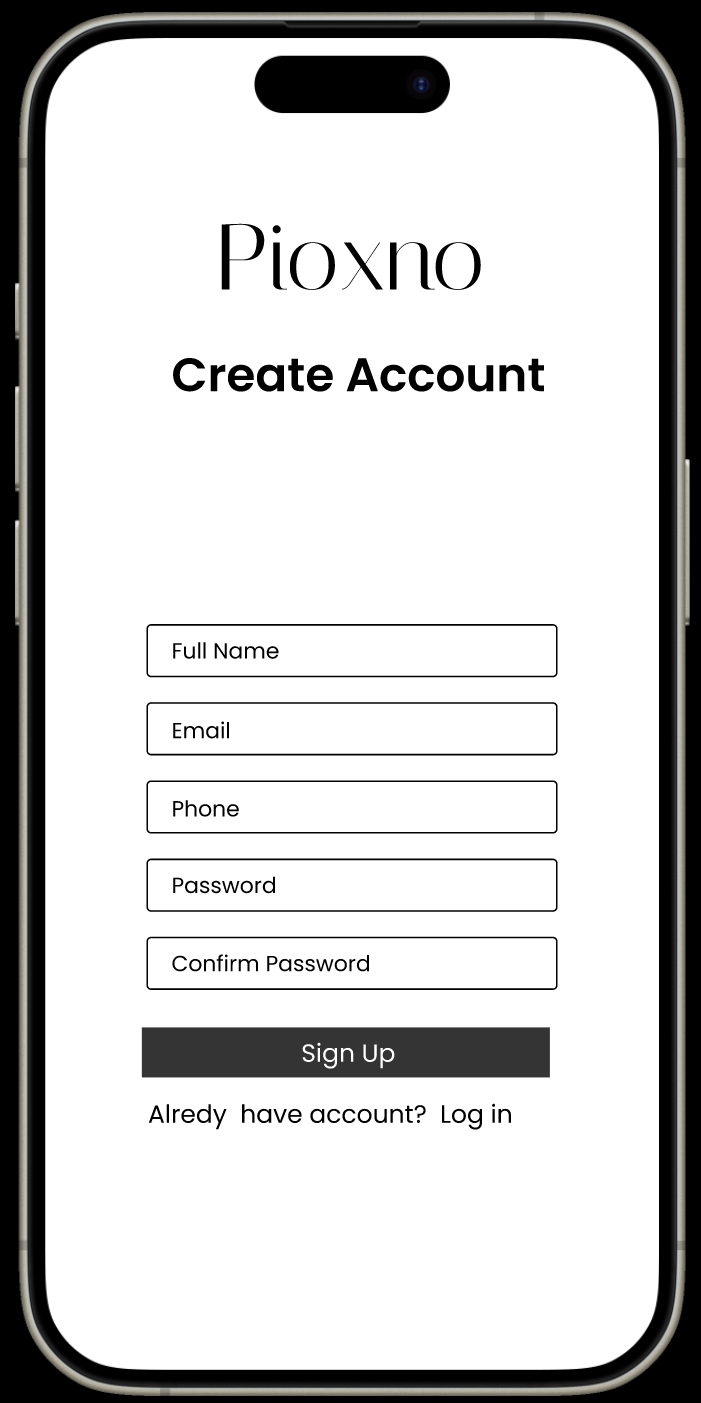 Pioxno
Create Account
Full Name
Email
Phone
Password
Confirm Password
Sign Up
Alredy have account? Log in